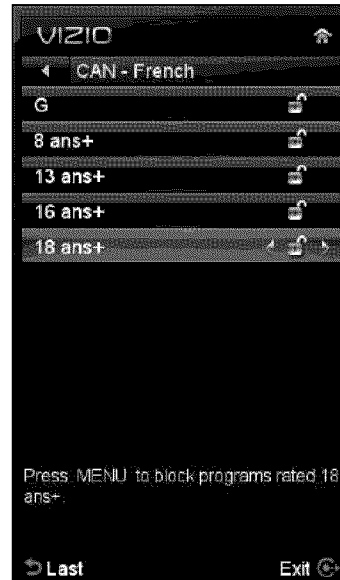 VIZIO
CAN - French
G
8 ans+
13 ans+
16 ans+
18 ans+
Press MENU to block programs rated 18
ans+.
Last Exit